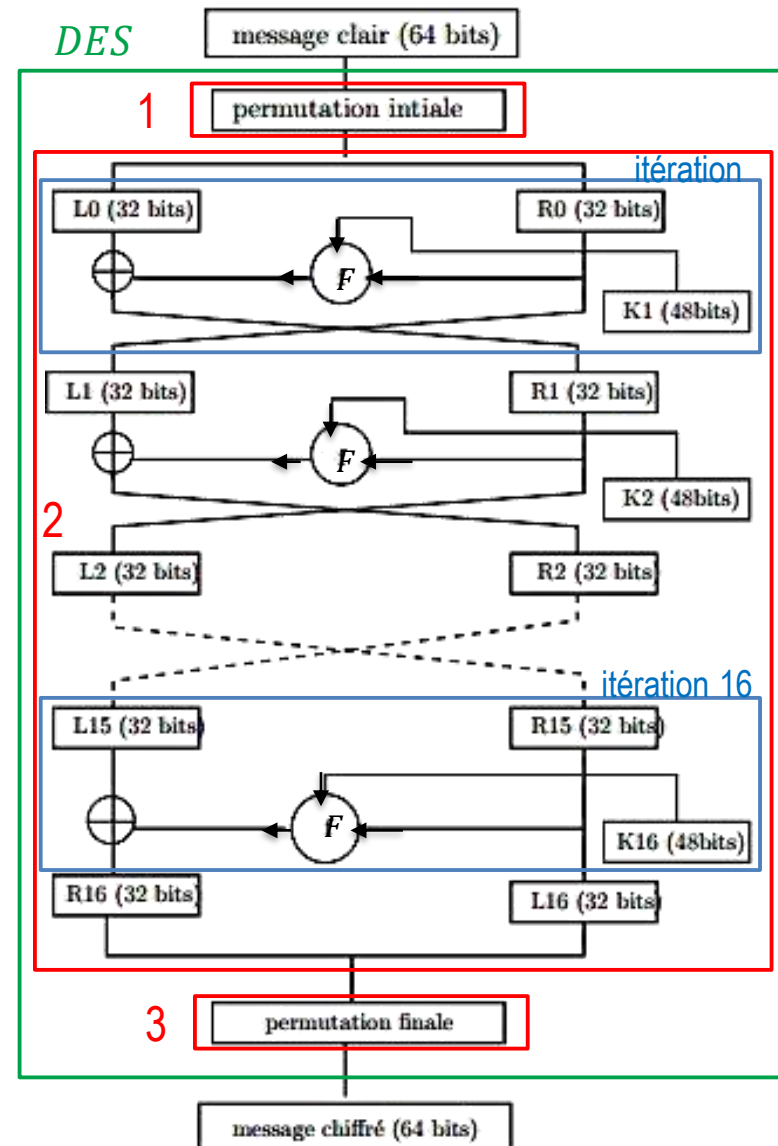 DES
message clair (64 bits)
1
permutation intiale
itération
L0 (32 bits)
R0 (32 bits)
F
K1 (48bits)
L1 (32 bits)
R1 (32 bits)
F
K2 (48bits)
2
L2 (32 bits)
R2 (32 bits)
itération 16
L15 (32 bits)
R15 (32 bits)
F
K16 (48bits)
R16 (32 bits)
L16 (32 bits)
3
permutation finale
message chiffré (64 bits)